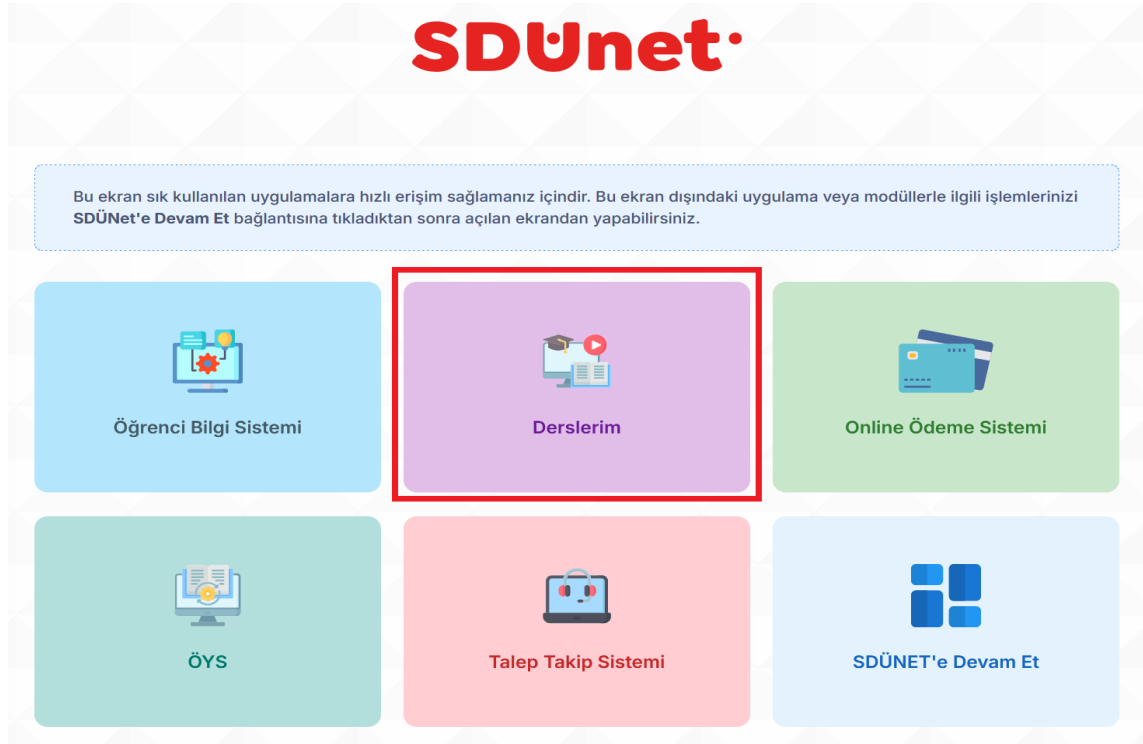 SDÜnet
Bu ekran sık kullanılan uygulamalara hızlı erişim sağlamanız içindir. Bu ekran dışındaki uygulama veya modüllerle ilgili işlemlerinizi
SDÜNet'e Devam Et bağlantısına tıkladıktan sonra açılan ekrandan yapabilirsiniz.
Öğrenci Bilgi Sistemi
Derslerim
Online Ödeme Sistemi
ÖYS
Talep Takip Sistemi
SDÜNET'e Devam Et